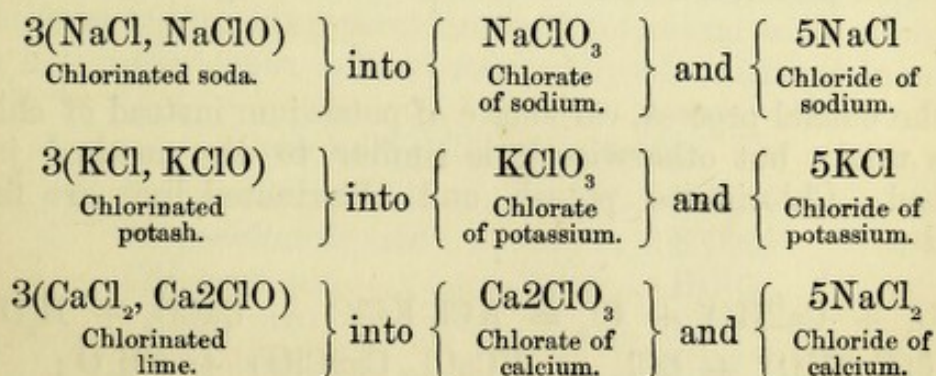 3(NaCl, NaClO) } into { NaClO₃ } and { 5NaCl
Chlorinated soda. Chlorate Chloride of
of sodium. sodium.
3(KCl, KClO) } into { KClO₃ } and { 5KCl
Chlorinated Chlorate Chloride of
potash. of potassium. potassium.
3(CaCl₂, Ca2ClO) } into { Ca2ClO₃ } and { 5NaCl₂
Chlorinated Chlorate of Chloride of
lime. calcium. calcium.